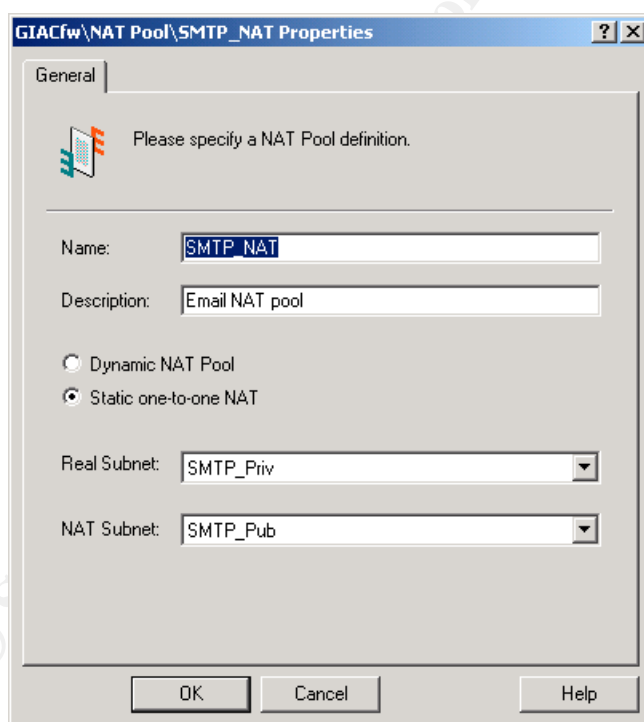 GIACfw\NAT Pool\SMTP_NAT Properties
General
Please specify a NAT Pool definition.
Name: SMTP_NAT
Description: Email NAT pool
Dynamic NAT Pool
Static one-to-one NAT
Real Subnet: SMTP_Priv
NAT Subnet: SMTP_Pub
OK Cancel Help